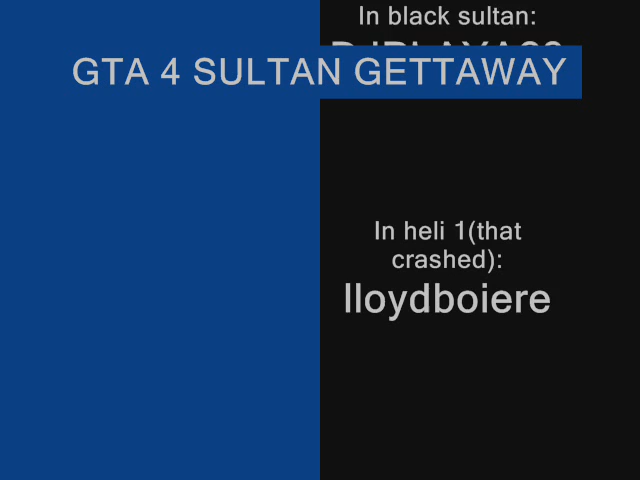 In black sultan:
GTA 4 SULTAN GETTAWAY
In heli 1(that
crashed):
lloydboiere